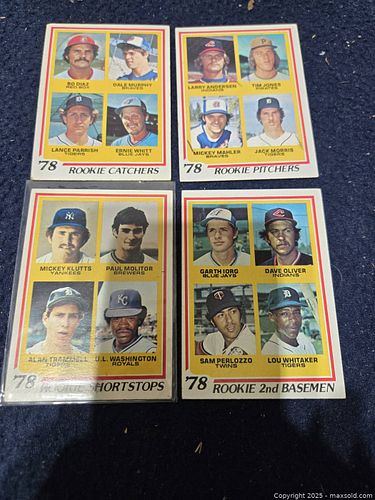 BO DIAZ
RED SOX
DALE MURPHY
BRAVES
LANCE PARRISH
TIGERS
ERNIE WHITT
BLUE JAYS
'78 ROOKIE CATCHERS
LARRY ANDERSEN
INDIANS
TIM JONES
PIRATES
MICKEY MAHLER
BRAVES
JACK MORRIS
TIGERS
'78 ROOKIE PITCHERS
MICKEY KLUTTS
YANKEES
PAUL MOLITOR
BREWERS
ALAN TRAMMELL
TIGERS
U.L. WASHINGTON
ROYALS
'78 ROOKIE SHORTSTOPS
GARTH IORG
BLUE JAYS
DAVE OLIVER
INDIANS
SAM PERLOZZO
TWINS
LOU WHITAKER
TIGERS
'78 ROOKIE 2nd BASEMEN
Copyright 2025 - maxsold.com